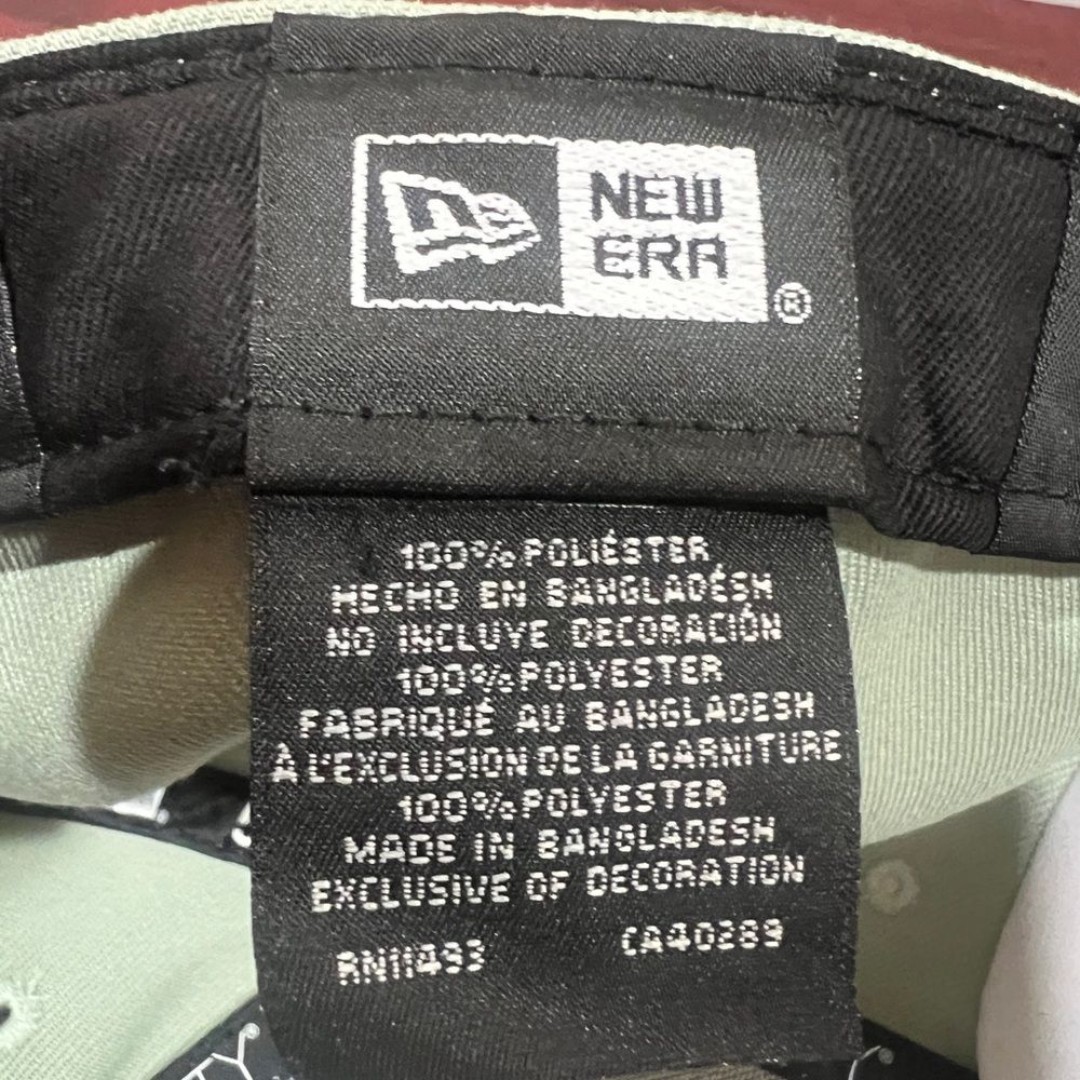 NEW
ERA
®
100% POLIÉSTER
HECHO EN BANGLADÉSH
NO INCLUYE DECORACIÓN
100% POLYESTER
FABRIQUÉ AU BANGLADESH
À L'EXCLUSION DE LA GARNITURE
100% POLYESTER
MADE IN BANGLADESH
EXCLUSIVE OF DECORATION
RN11493 CA40289